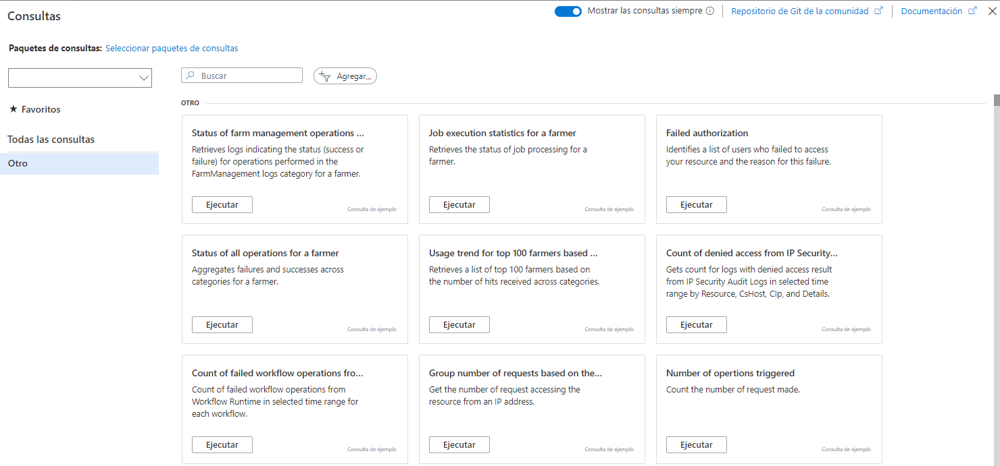 Consultas
Mostrar las consultas siempre
Repositorio de Git de la comunidad
Documentación
Paquetes de consultas: Seleccionar paquetes de consultas
Buscar
Agregar...
Favoritos
Todas las consultas
Otro
OTRO
Status of farm management operations ...
Retrieves logs indicating the status (success or
failure) for operations performed in the
FarmManagement logs category for a farmer.
Ejecutar
Consulta de ejemplo
Job execution statistics for a farmer
Retrieves the status of job processing for a
farmer.
Ejecutar
Consulta de ejemplo
Failed authorization
Identifies a list of users who failed to access
your resource and the reason for this failure.
Ejecutar
Consulta de ejemplo
Status of all operations for a farmer
Aggregates failures and successes across
categories for a farmer.
Ejecutar
Consulta de ejemplo
Usage trend for top 100 farmers based ...
Retrieves a list of top 100 farmers based on
the number of hits received across categories.
Ejecutar
Consulta de ejemplo
Count of denied access from IP Security...
Gets count for logs with denied access result
from IP Security Audit Logs in selected time
range by Resource, CsHost, CIp, and Details.
Ejecutar
Consulta de ejemplo
Count of failed workflow operations fro...
Count of failed workflow operations from
Workflow Runtime in selected time range for
each workflow.
Ejecutar
Consulta de ejemplo
Group number of requests based on the...
Get the number of request accessing the
resource from an IP address.
Ejecutar
Consulta de ejemplo
Number of opertions triggered
Count the number of request made.
Ejecutar
Consulta de ejemplo